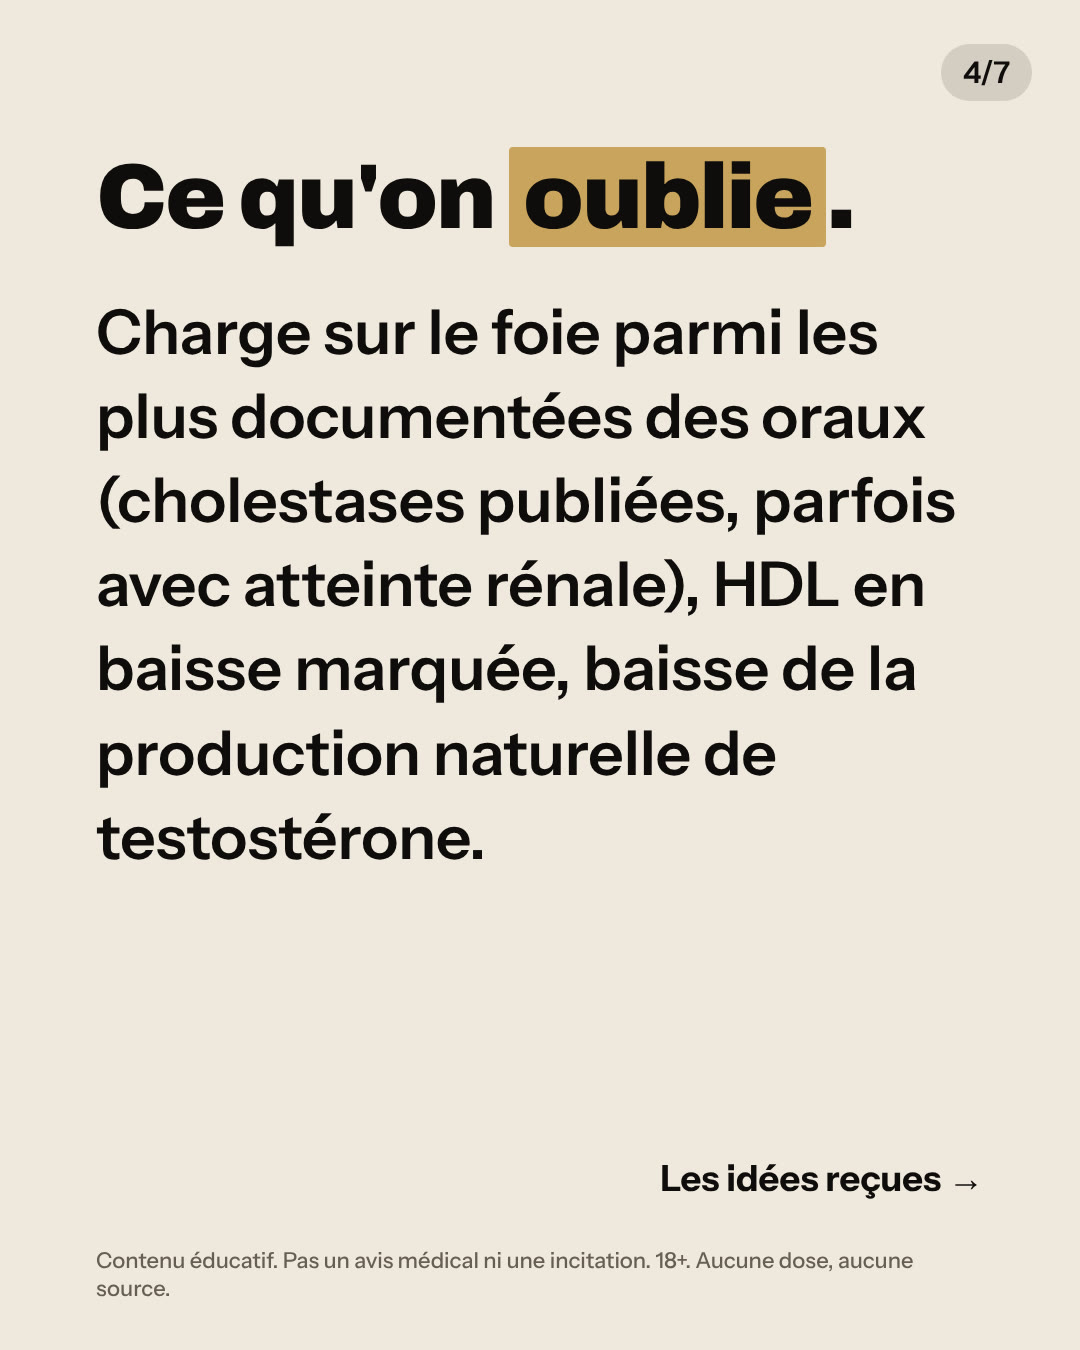 4/7
Ce qu'on oublie.
Charge sur le foie parmi les
plus documentées des oraux
(cholestases publiées, parfois
avec atteinte rénale), HDL en
baisse marquée, baisse de la
production naturelle de
testostérone.
Les idées reçues →
Contenu éducatif. Pas un avis médical ni une incitation. 18+. Aucune dose, aucune
source.